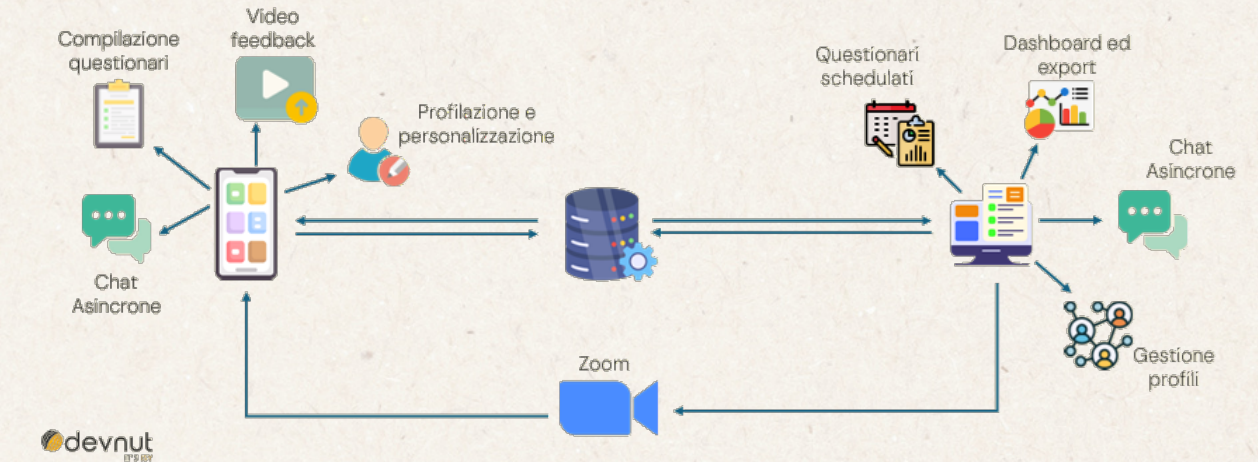 Video
feedback
Compilazione
questionari
Profilazione e
personalizzazione
Chat
Asincrone
Questionari
schedulati
Dashboard ed
export
Chat
Asincrone
Gestione
profili
Zoom
devnut